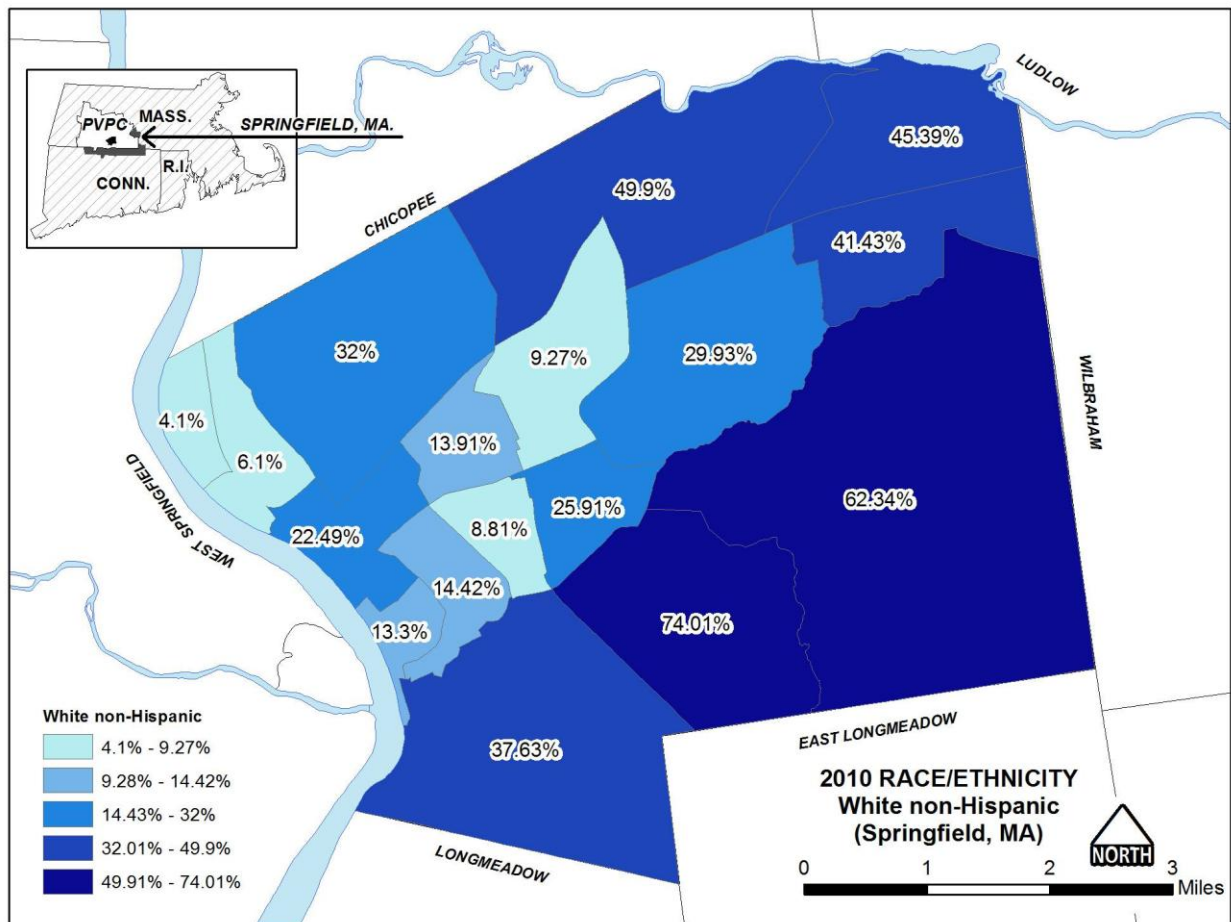 LUDLOW
MASS.
PVPC
SPRINGFIELD, MA.
R.I.
CONN.
45.39%
49.9%
CHICOPEE
41.43%
32%
9.27%
29.93%
WILBRAHAM
4.1%
13.91%
6.1%
WEST SPRINGFIELD
25.91%
62.34%
22.49%
8.81%
14.42%
13.3%
74.01%
37.63%
EAST LONGMEADOW
LONGMEADOW
White non-Hispanic
4.1% - 9.27%
9.28% - 14.42%
14.43% - 32%
32.01% - 49.9%
49.91% - 74.01%
2010 RACE/ETHNICITY
White non-Hispanic
(Springfield, MA)
NORTH
0 1 2 3
Miles